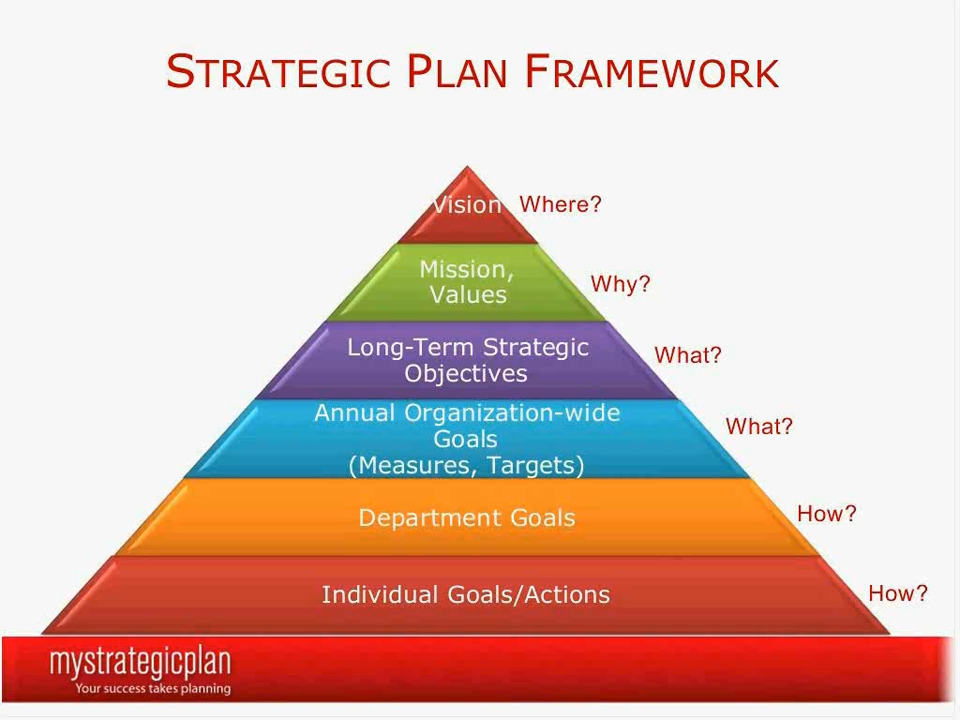 STRATEGIC PLAN FRAMEWORK
Vision Where?
Mission,
Values
Why?
Long-Term Strategic
Objectives
What?
Annual Organization-wide
Goals
(Measures, Targets)
What?
Department Goals
How?
Individual Goals/Actions
How?
mystrategicplan
Your success takes planning